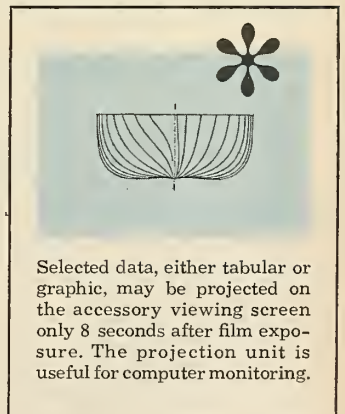 Selected data, either tabular or
graphic, may be projected on
the accessory viewing screen
only 8 seconds after film expo-
sure. The projection unit is
useful for computer monitoring.